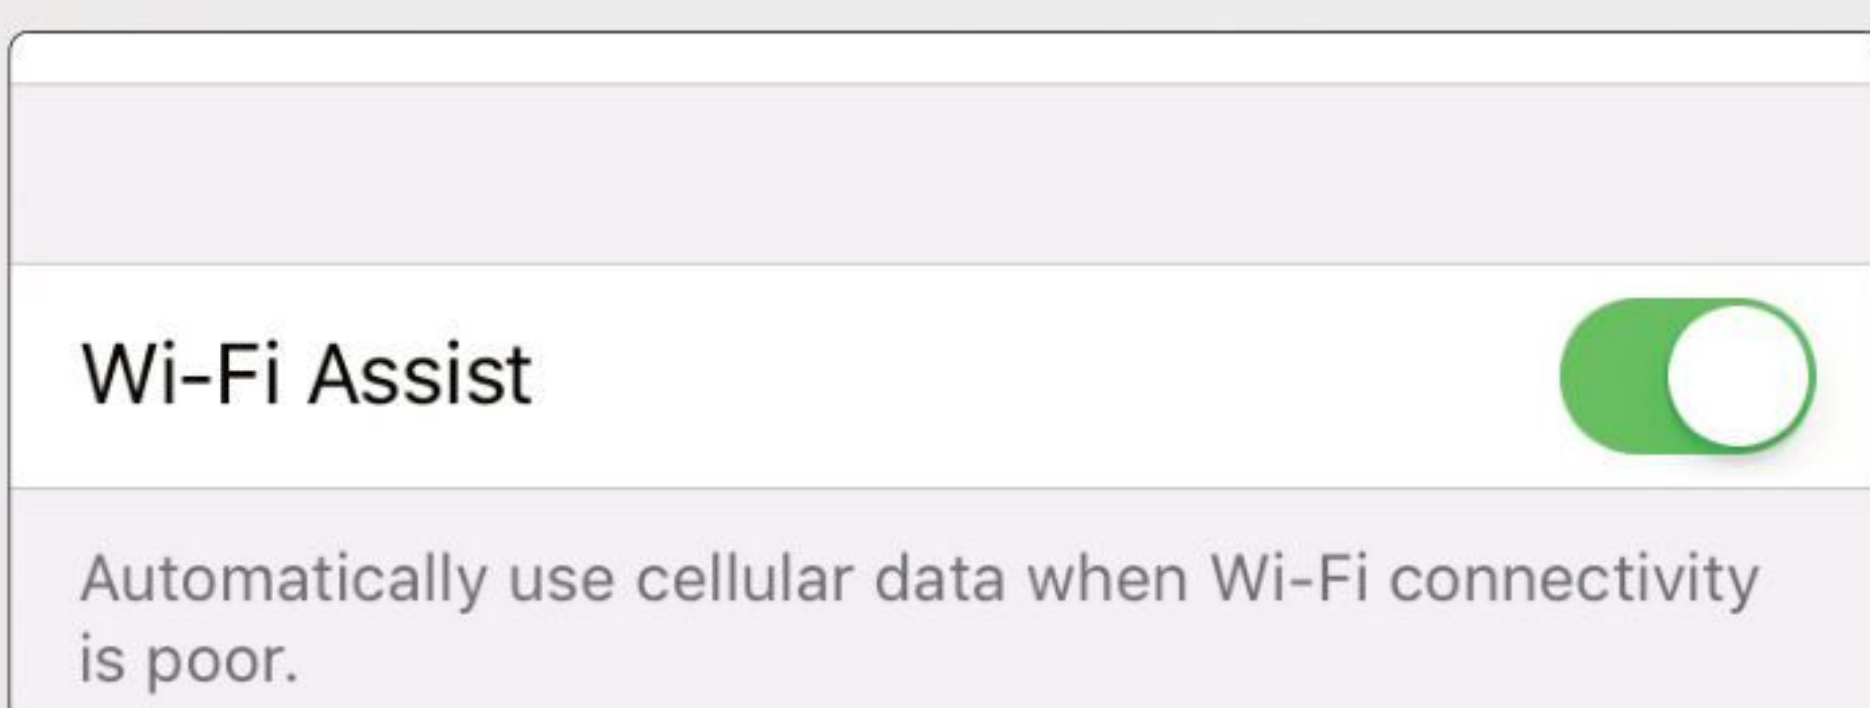 Wi-Fi Assist
Automatically use cellular data when Wi-Fi connectivity
is poor.